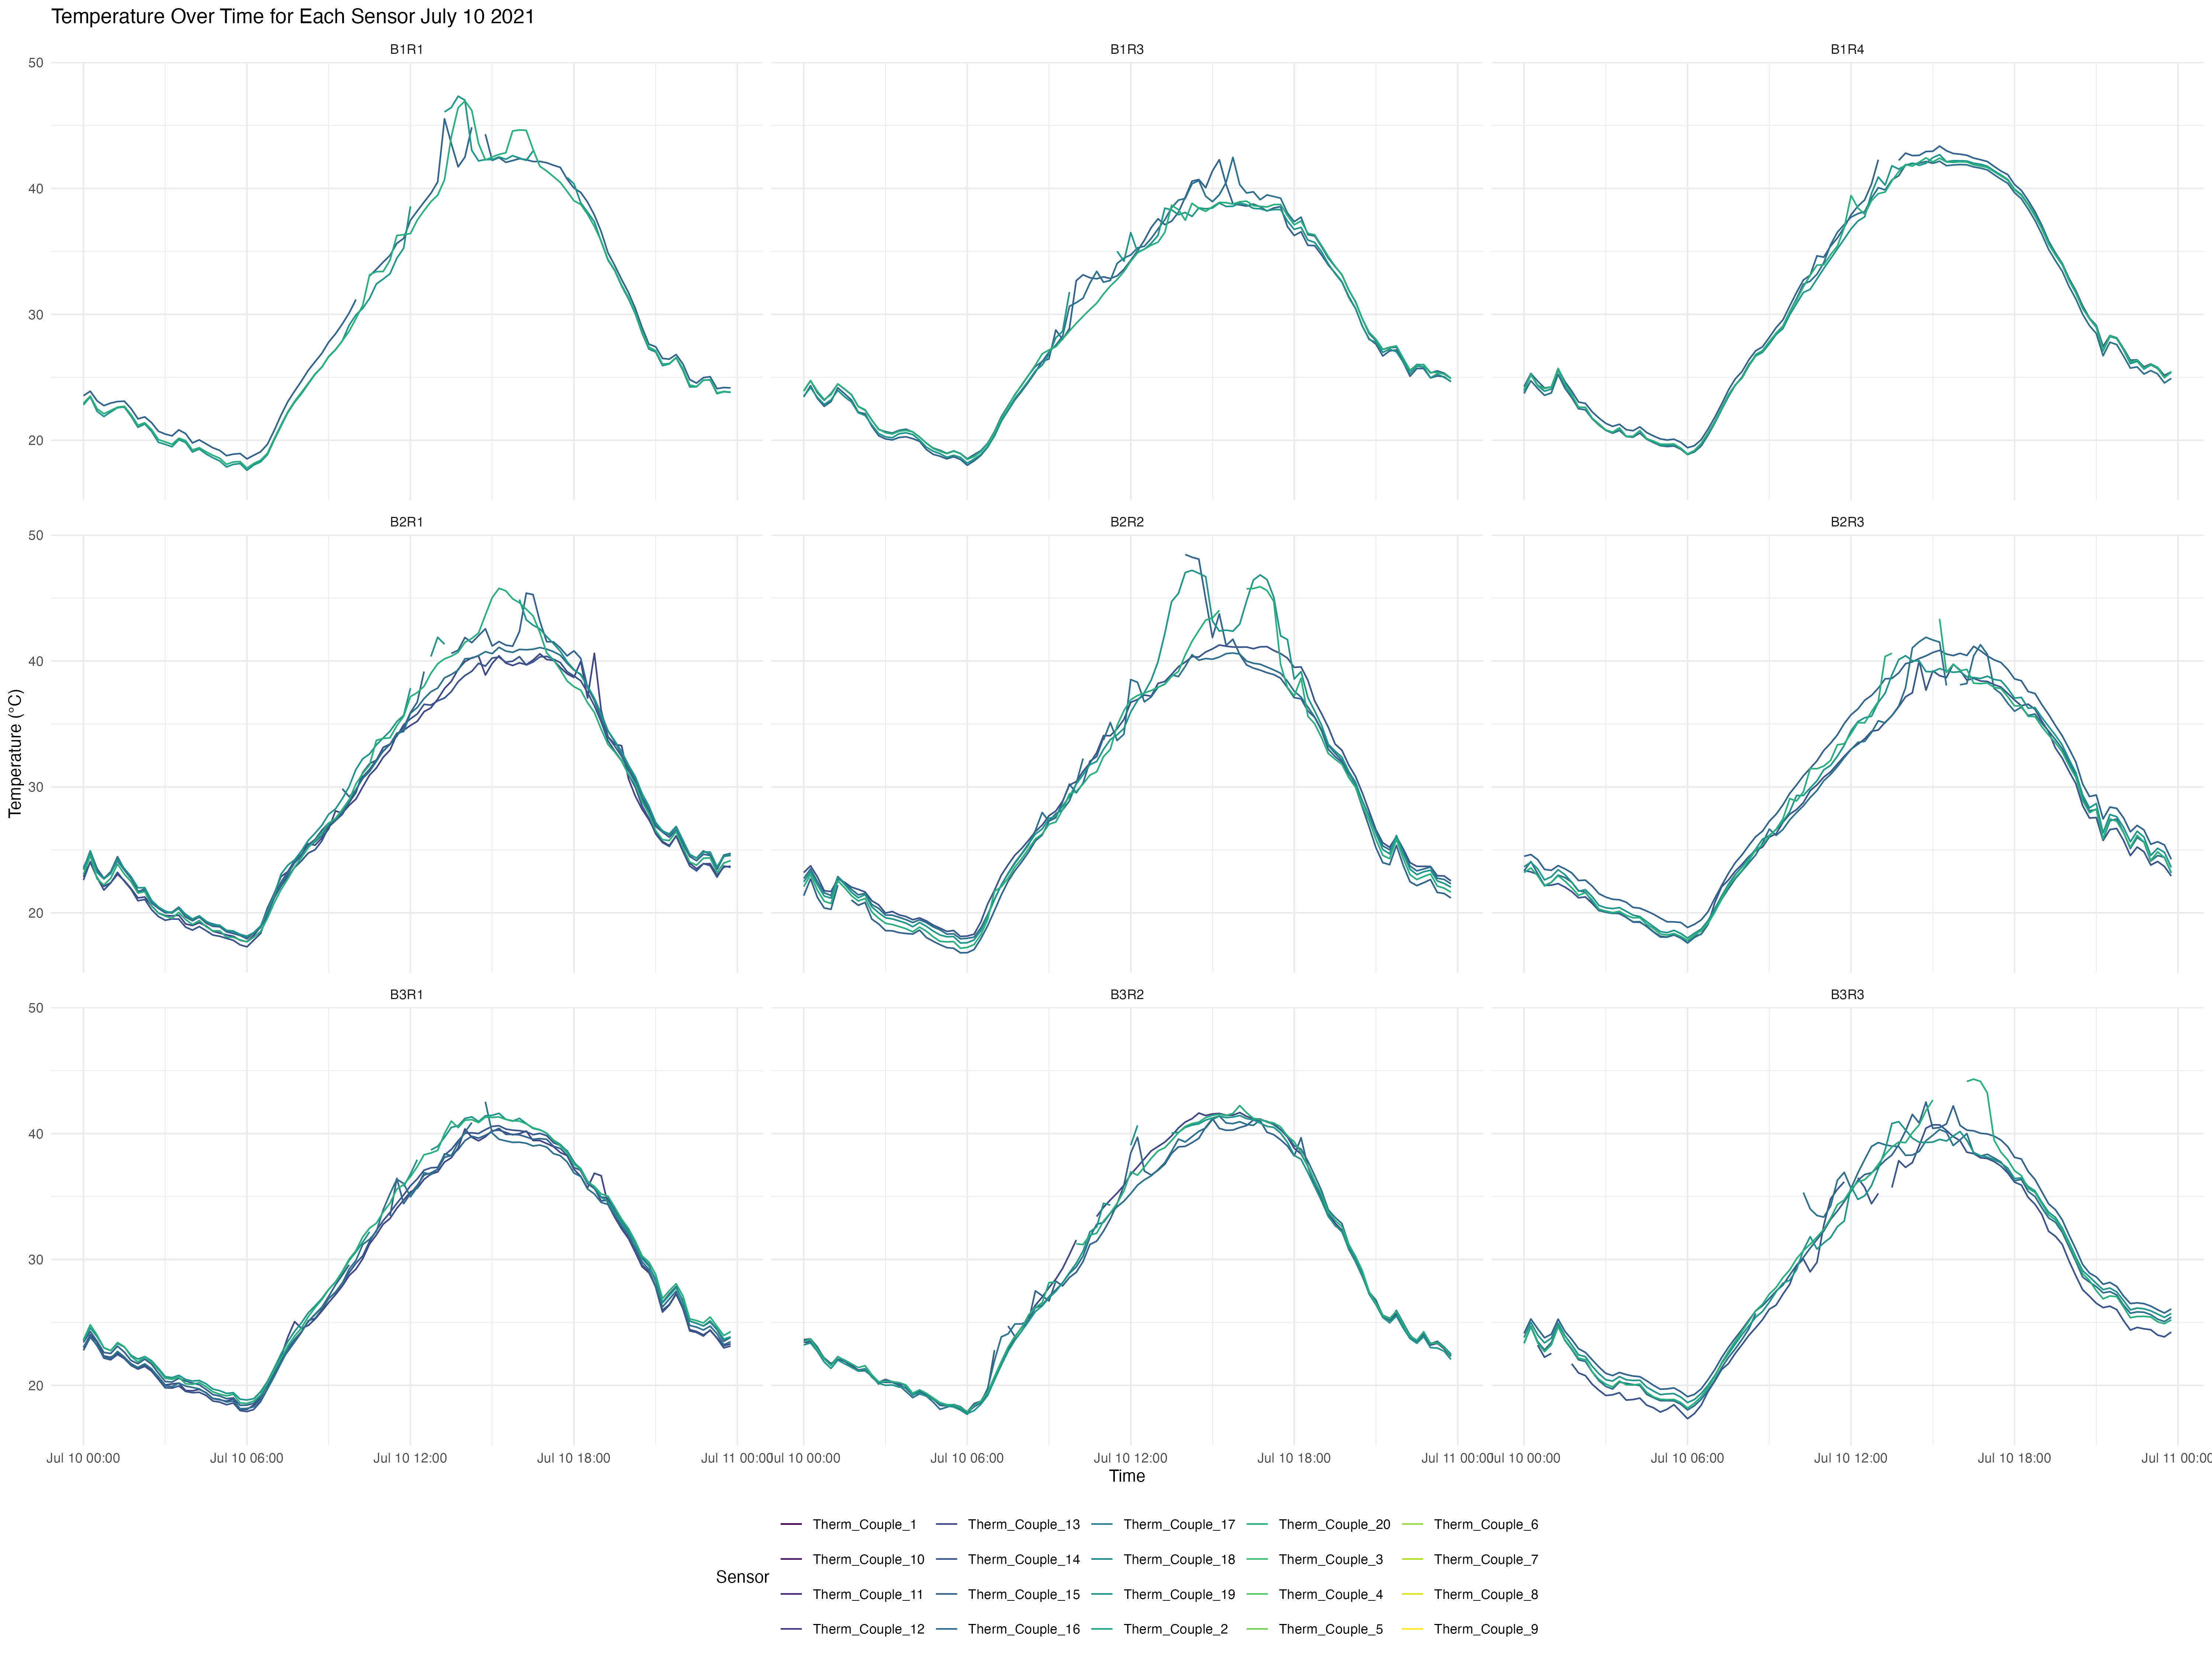 Temperature Over Time for Each Sensor July 10 2021
B1R1 B1R3 B1R4
50
40
30
20
B2R1 B2R2 B2R3
50
40
30
20
Temperature (°C)
B3R1 B3R2 B3R3
50
40
30
20
Jul 10 00:00 Jul 10 06:00 Jul 10 12:00 Jul 10 18:00 Jul 11 00:00 Jul 10 00:00 Jul 10 06:00 Jul 10 12:00 Jul 10 18:00 Jul 11 00:00 Jul 10 00:00 Jul 10 06:00 Jul 10 12:00 Jul 10 18:00 Jul 11 00:00
Time
Therm_Couple_1 Therm_Couple_13 Therm_Couple_17 Therm_Couple_20 Therm_Couple_6
Therm_Couple_10 Therm_Couple_14 Therm_Couple_18 Therm_Couple_3 Therm_Couple_7
Sensor
Therm_Couple_11 Therm_Couple_15 Therm_Couple_19 Therm_Couple_4 Therm_Couple_8
Therm_Couple_12 Therm_Couple_16 Therm_Couple_2 Therm_Couple_5 Therm_Couple_9